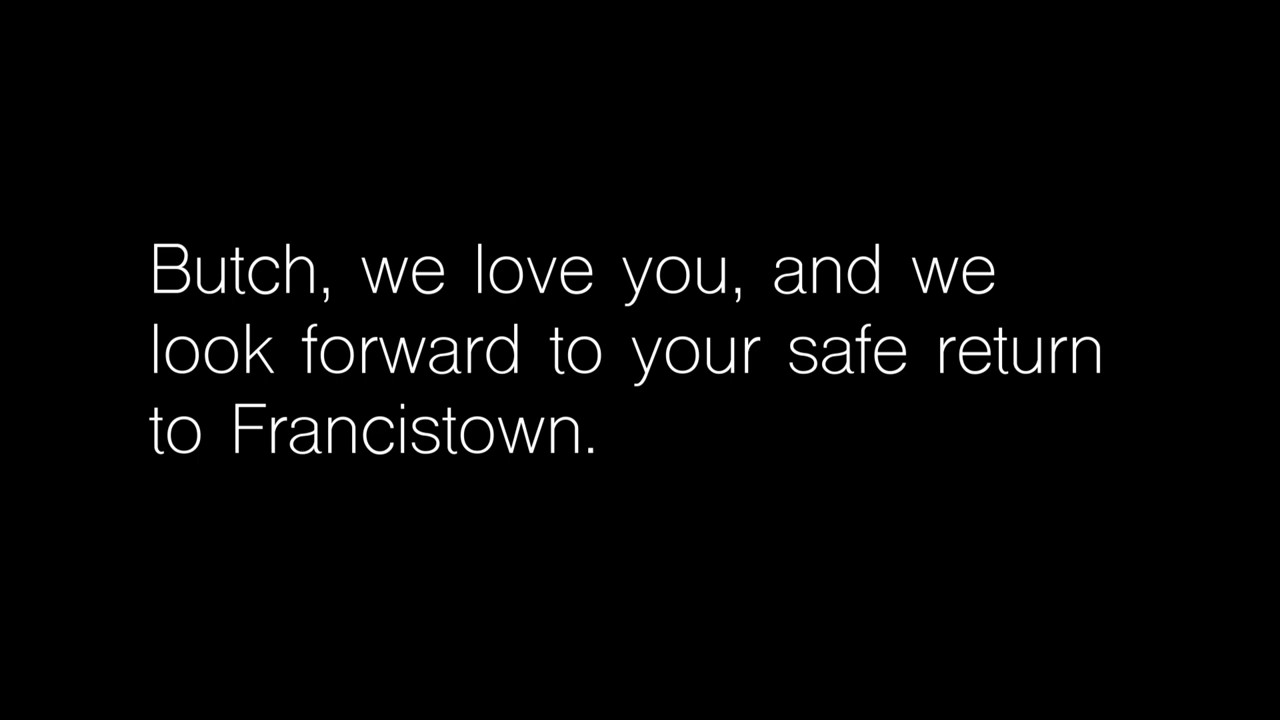 Butch, we love you, and we
look forward to your safe return
to Francistown.